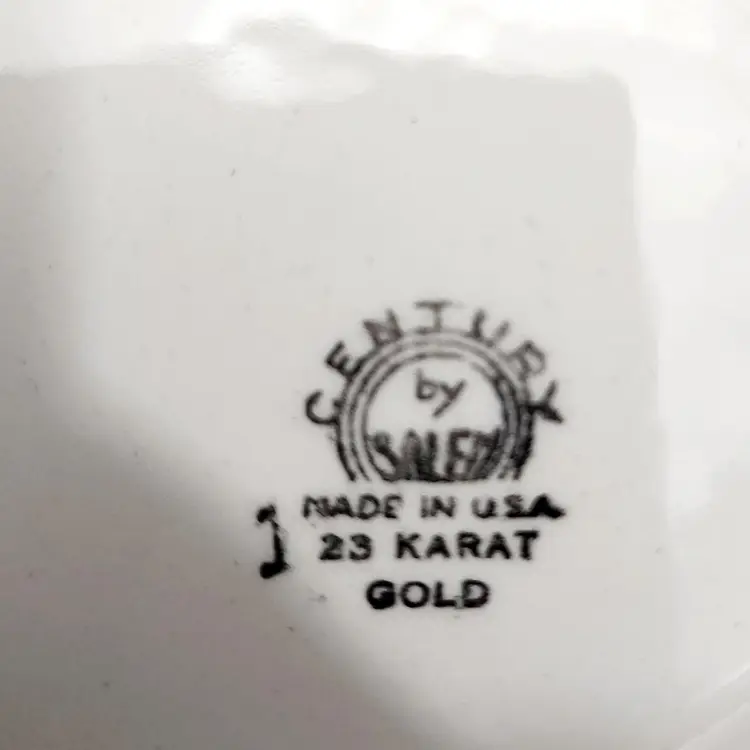 CENTURY
by
SALEM
MADE IN U.S.A
23 KARAT
GOLD